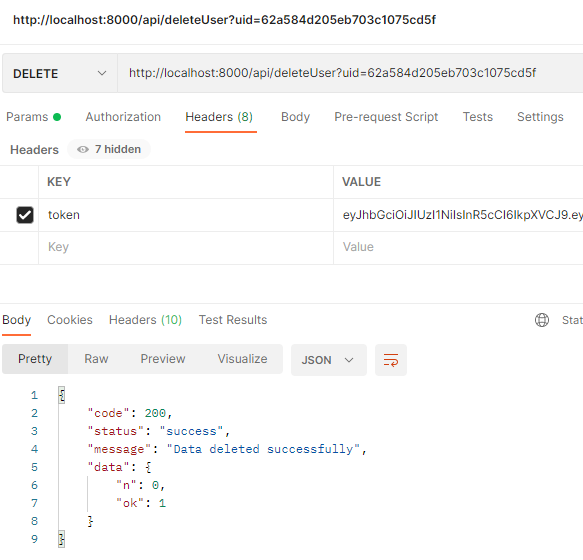 http://localhost:8000/api/deleteUser?uid=62a584d205eb703c1075cd5f
DELETE http://localhost:8000/api/deleteUser?uid=62a584d205eb703c1075cd5f
Params Authorization Headers (8) Body Pre-request Script Tests Settings
Headers 7 hidden
KEY VALUE
token eyJhbGciOiJIUzI1NiIsInR5cCI6IkpXVCJ9.ey
Key Value
Body Cookies Headers (10) Test Results Stat
Pretty Raw Preview Visualize JSON
1 {
2 "code": 200,
3 "status": "success",
4 "message": "Data deleted successfully",
5 "data": {
6 "n": 0,
7 "ok": 1
8 }
9 }